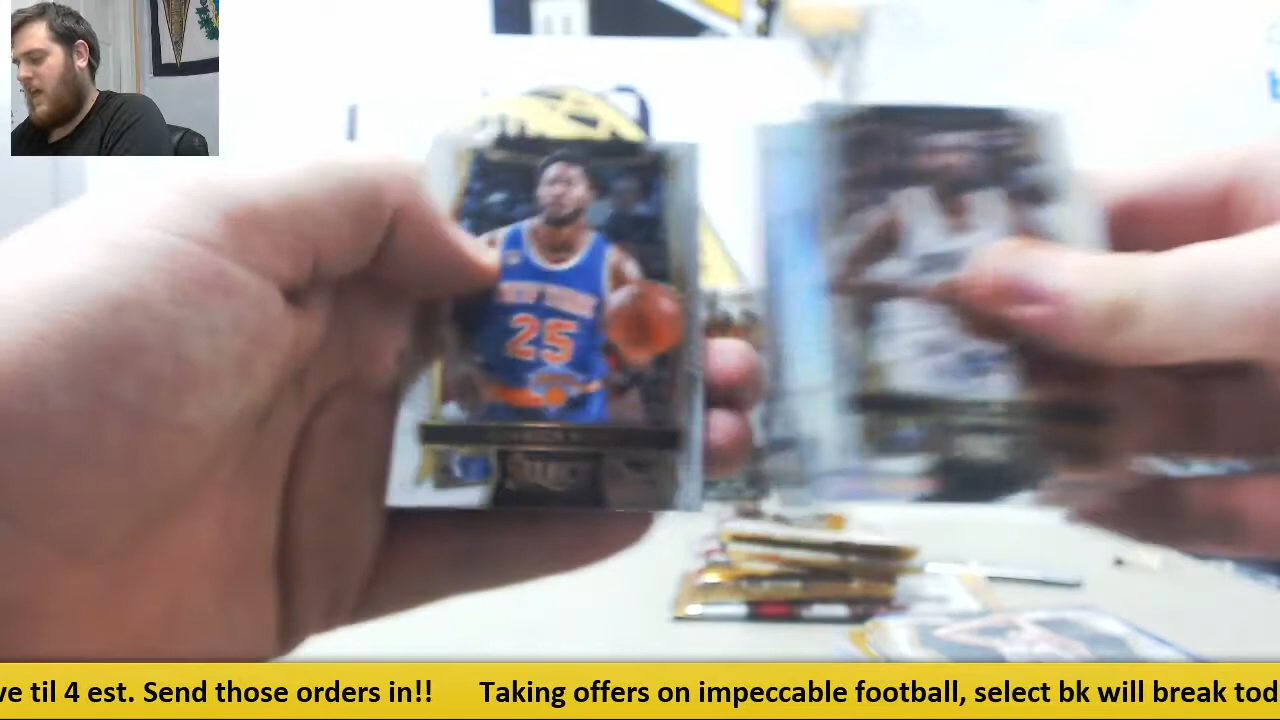 NEW YORK
25
ve til 4 est. Send those orders in!! Taking offers on impeccable football, select bk will break tod